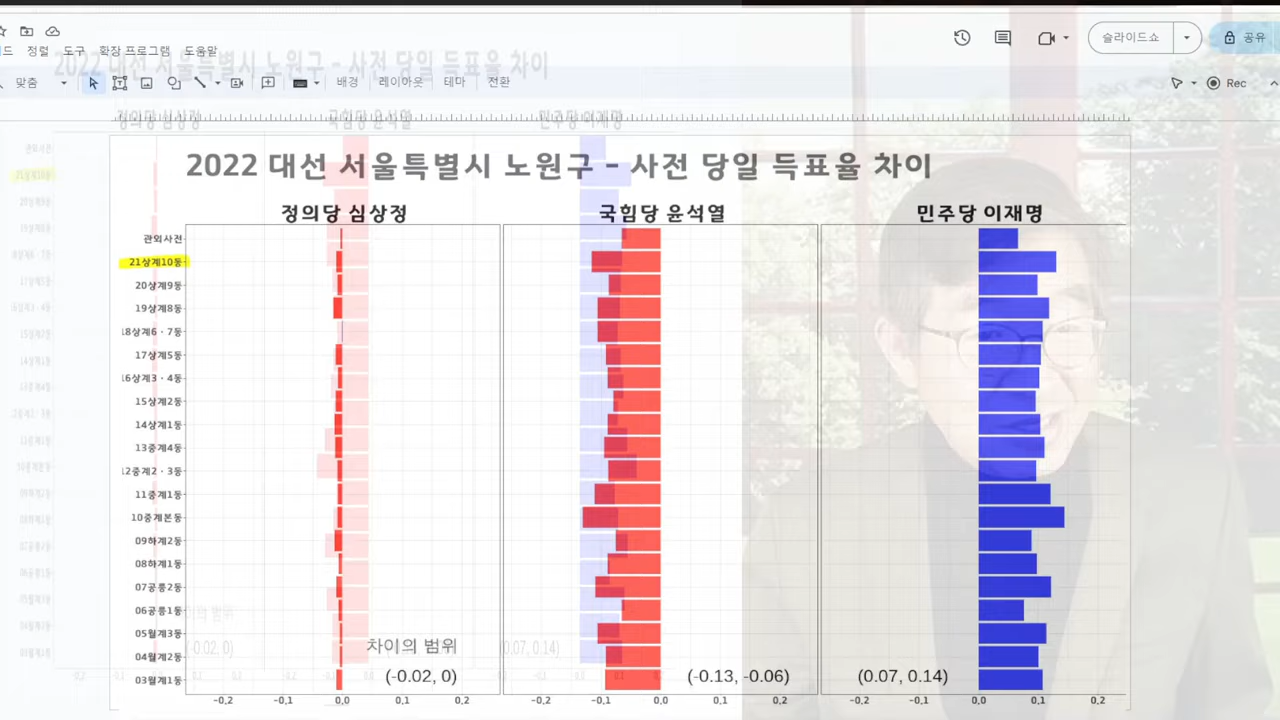 정렬 도구 확장 프로그램 도움말
슬라이드쇼
공유
맞춤
배경 레이아웃 테마 전환
Rec
2022 대선 서울특별시 노원구 - 사전 당일 득표율 차이
정의당 심상정 국힘당 윤석열 민주당 이재명
관외사전
21상계10동
20상계9동
19상계8동
18상계6·7동
17상계5동
16상계3·4동
15상계2동
14상계1동
13중계4동
12중계2·3동
11중계1동
10중계본동
09하계2동
08하계1동
07공릉2동
06공릉1동
05월계3동
04월계2동
03월계1동
차이의 범위
(-0.02, 0) (-0.13, -0.06) (0.07, 0.14)
-0,2 -0,1 0,0 0,1 0,2 -0,2 -0,1 0,0 0,1 0,2 -0,2 -0,1 0,0 0,1 0,2